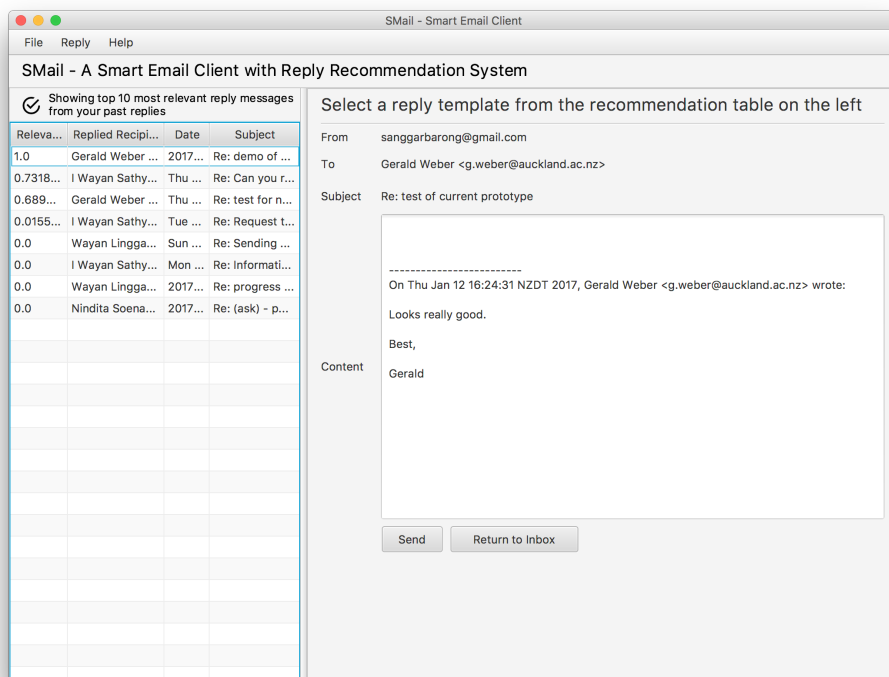 SMail - Smart Email Client
File Reply Help
SMail - A Smart Email Client with Reply Recommendation System
Showing top 10 most relevant reply messages
from your past replies
Releva... Replied Recipi... Date Subject
1.0 Gerald Weber ... 2017... Re: demo of ...
0.7318... I Wayan Sathy... Thu ... Re: Can you r...
0.689... Gerald Weber ... Thu ... Re: test for n...
0.0155... I Wayan Sathy... Tue ... Re: Request t...
0.0 Wayan Lingga... Sun ... Re: Sending ...
0.0 I Wayan Sathy... Mon ... Re: Informati...
0.0 Wayan Lingga... 2017... Re: progress ...
0.0 Nindita Soena... 2017... Re: (ask) - p...
Select a reply template from the recommendation table on the left
From sanggarbarong@gmail.com
To Gerald Weber <g.weber@auckland.ac.nz>
Subject Re: test of current prototype
Content
-------------------------
On Thu Jan 12 16:24:31 NZDT 2017, Gerald Weber <g.weber@auckland.ac.nz> wrote:
Looks really good.
Best,
Gerald
Send Return to Inbox